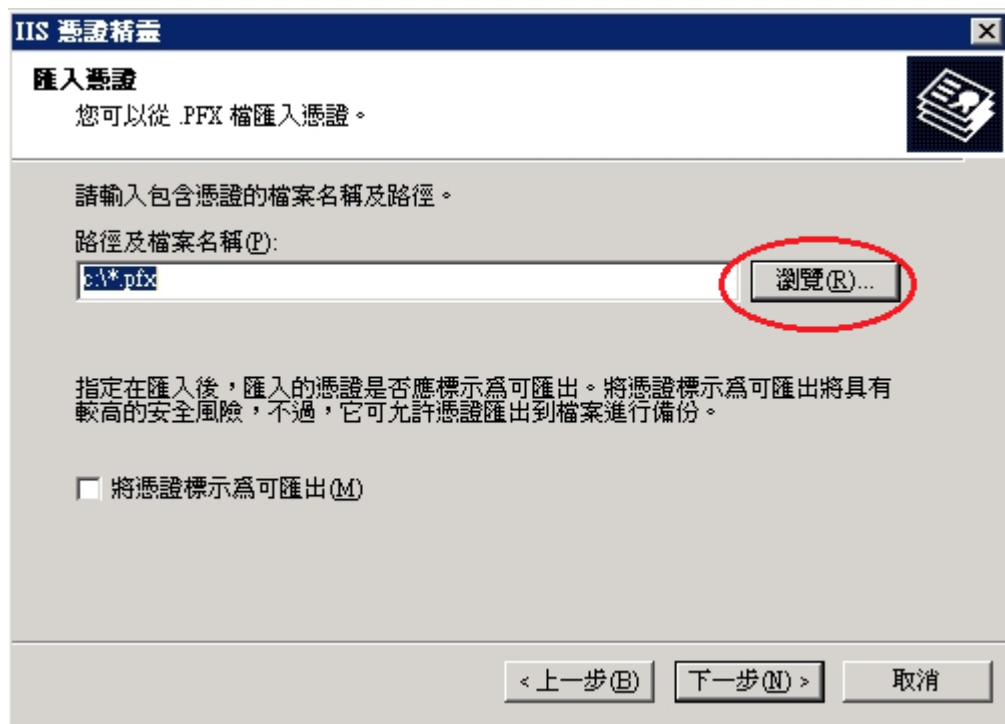 IIS 憑證精靈
匯入憑證
您可以從 .PFX 檔匯入憑證。
請輸入包含憑證的檔案名稱及路徑。
路徑及檔案名稱(P):
c:\*.pfx
瀏覽(R)...
指定在匯入後，匯入的憑證是否應標示為可匯出。將憑證標示為可匯出將具有
較高的安全風險，不過，它可允許憑證匯出到檔案進行備份。
將憑證標示為可匯出(M)
< 上一步(B) 下一步(N) > 取消